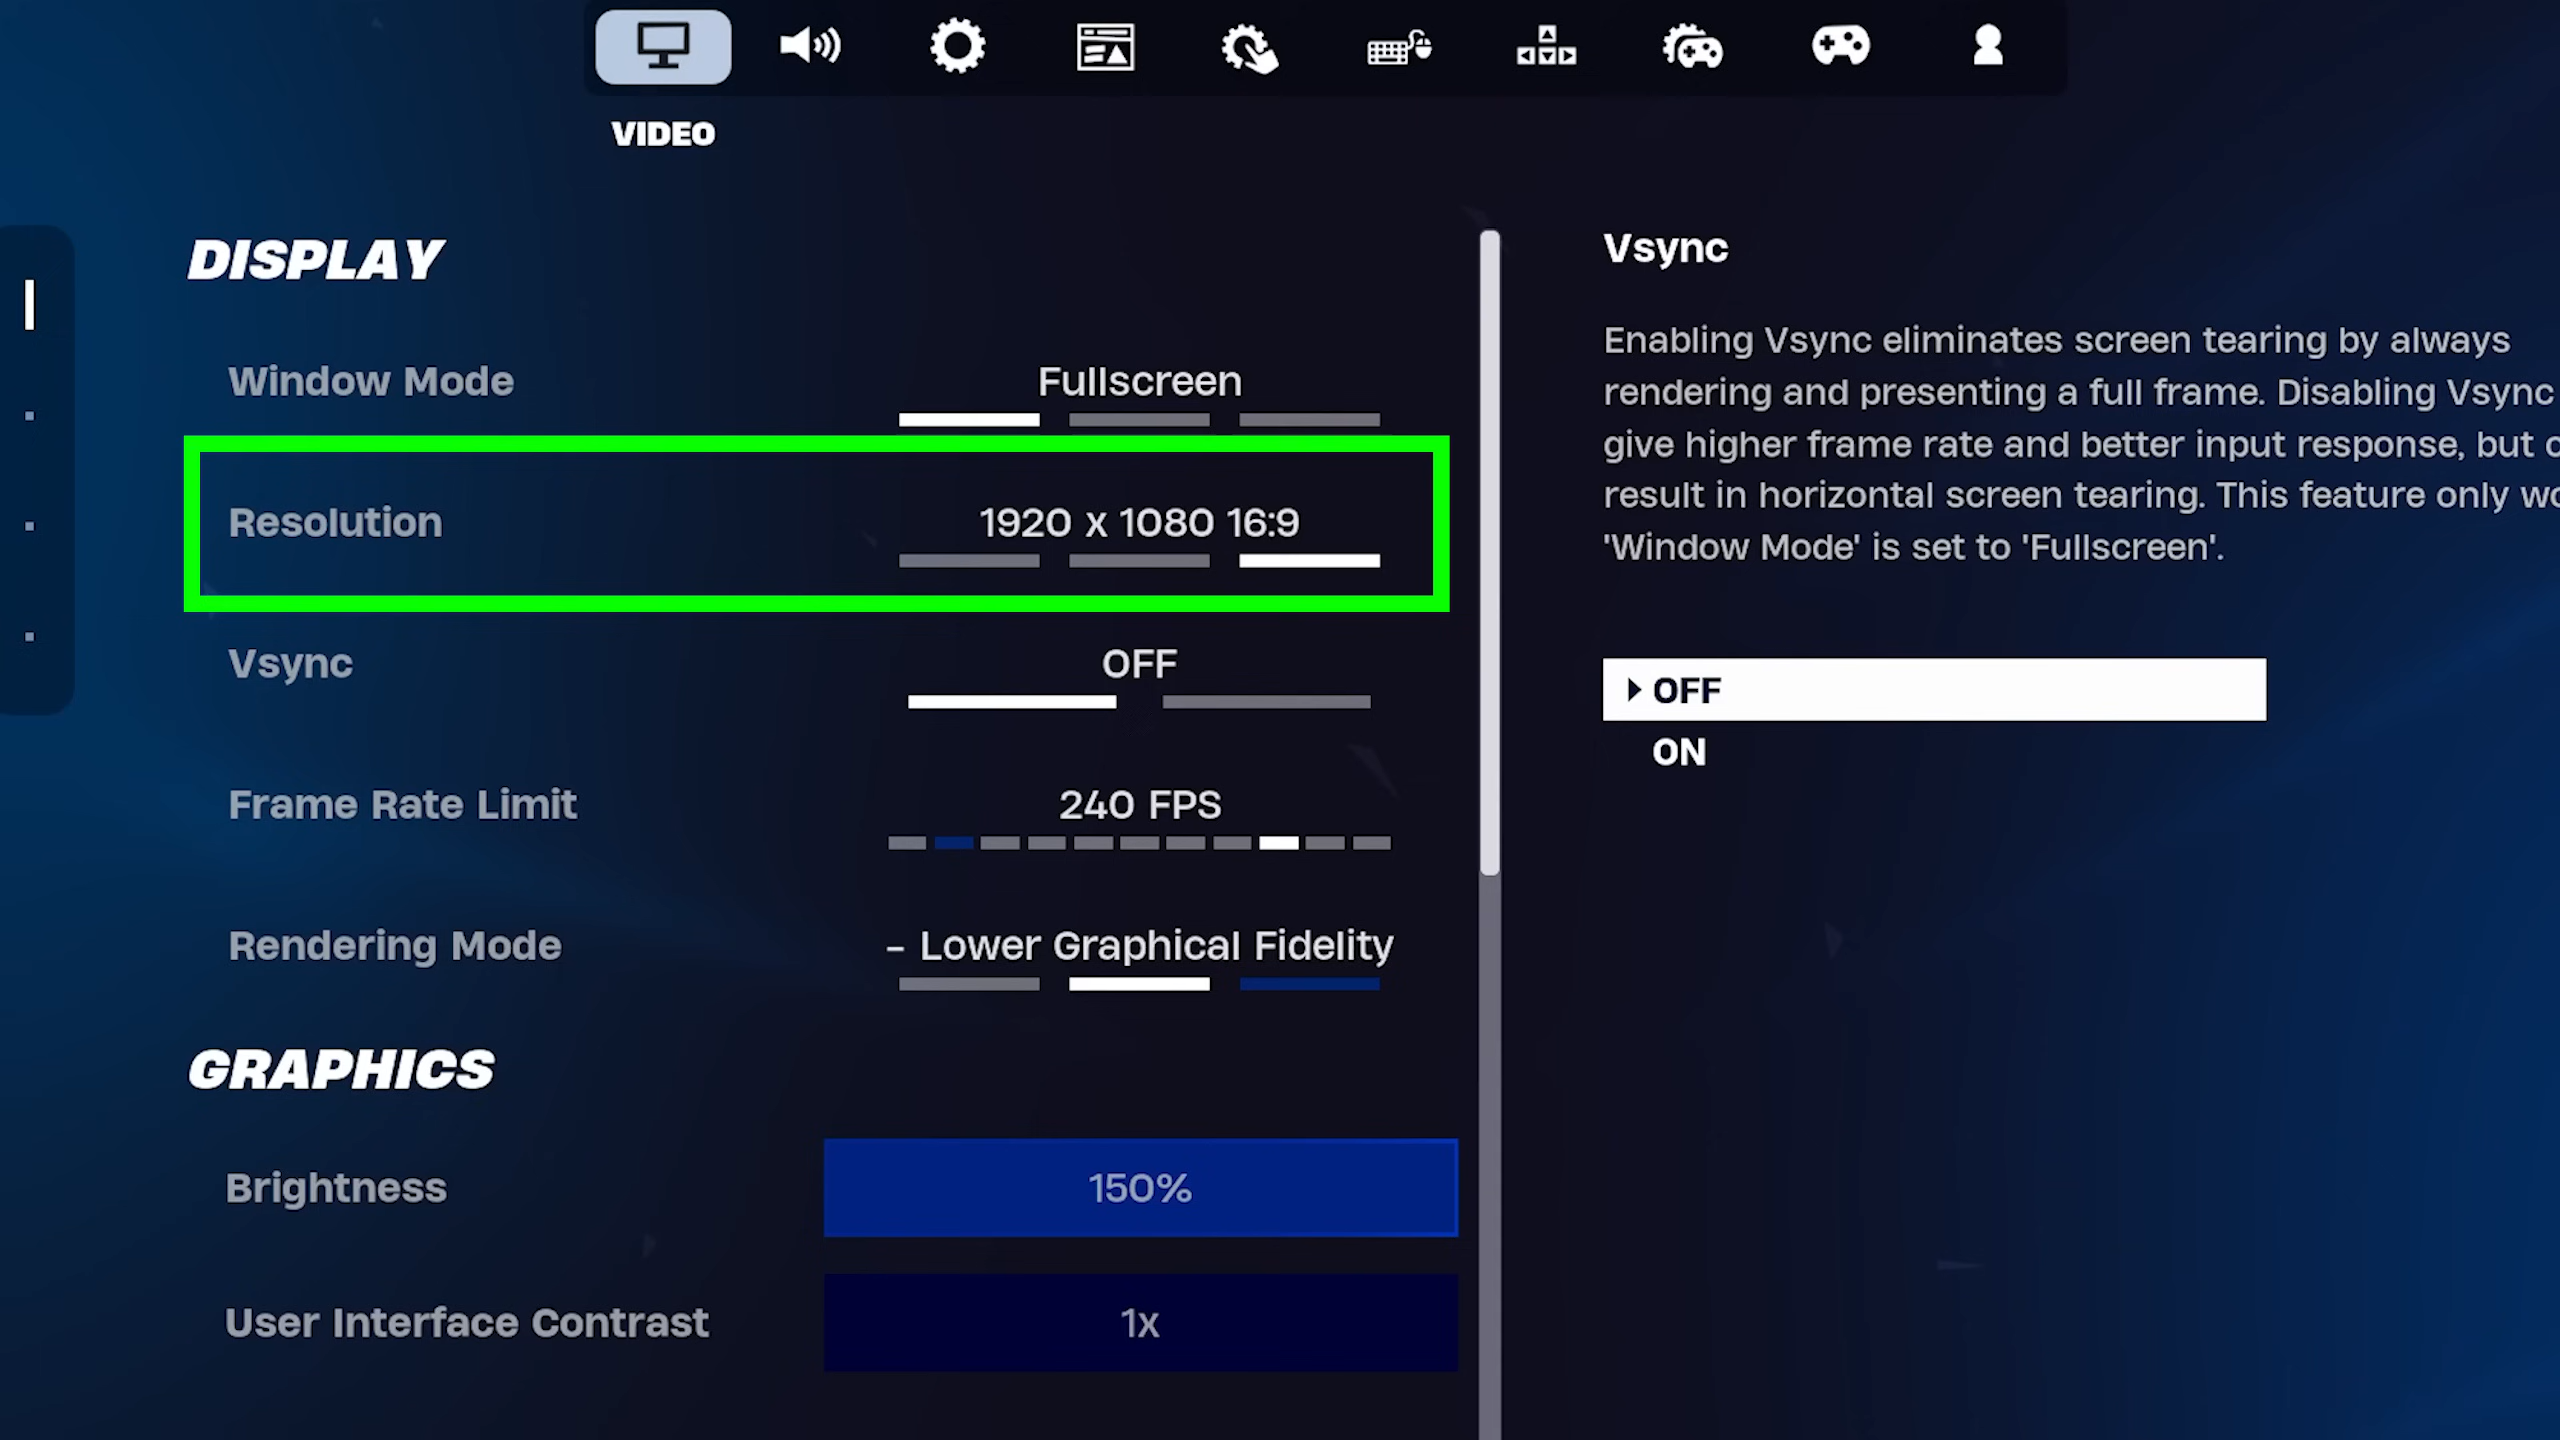 VIDEO
DISPLAY
Window Mode
Fullscreen
Resolution
1920 x 1080 16:9
Vsync
OFF
Frame Rate Limit
240 FPS
Rendering Mode
- Lower Graphical Fidelity
GRAPHICS
Brightness
150%
User Interface Contrast
1x
Vsync
Enabling Vsync eliminates screen tearing by always
rendering and presenting a full frame. Disabling Vsync
give higher frame rate and better input response, but
result in horizontal screen tearing. This feature only
'Window Mode' is set to 'Fullscreen'.
OFF
ON